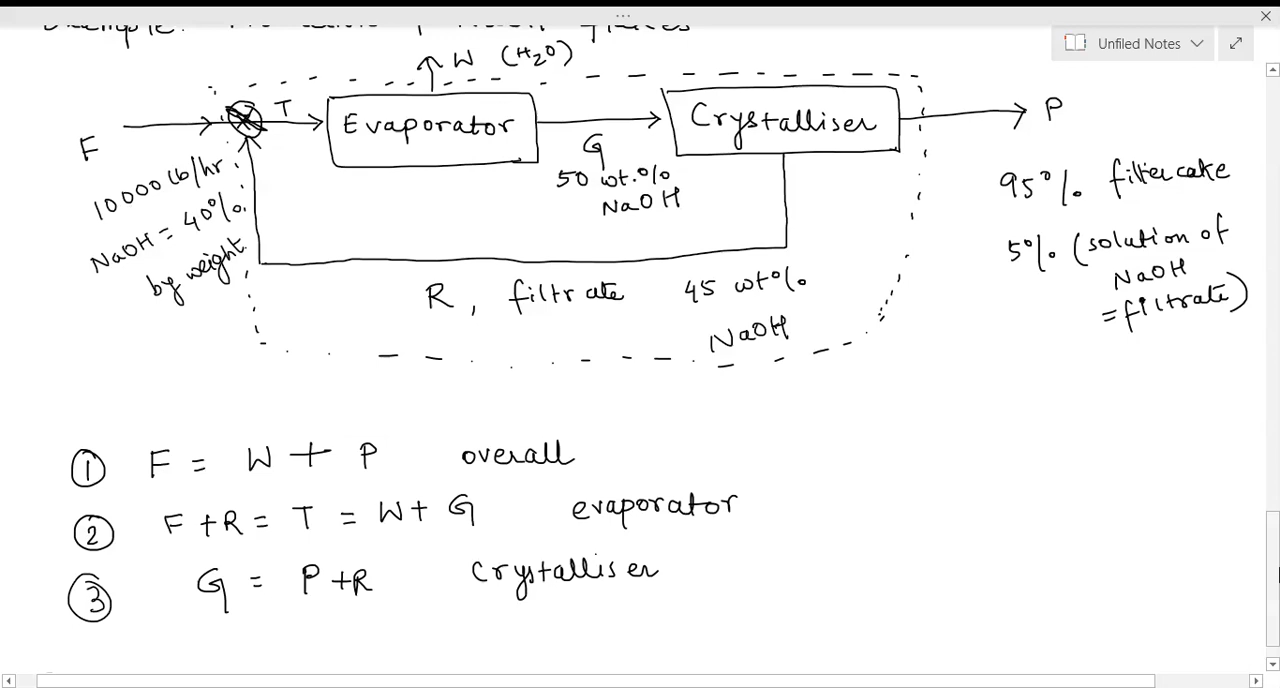 Unfiled Notes
W (H₂O)
F
T
Evaporator
G
Crystalliser
P
10000 lb/hr
NaOH = 40%
by weight
50 wt.%
NaOH
95% filtercake
5% (solution of
NaOH
= filtrate)
R, filtrate 45 wt%
NaOH
① F = W + P overall
② F + R = T = W + G evaporator
③ G = P + R crystalliser